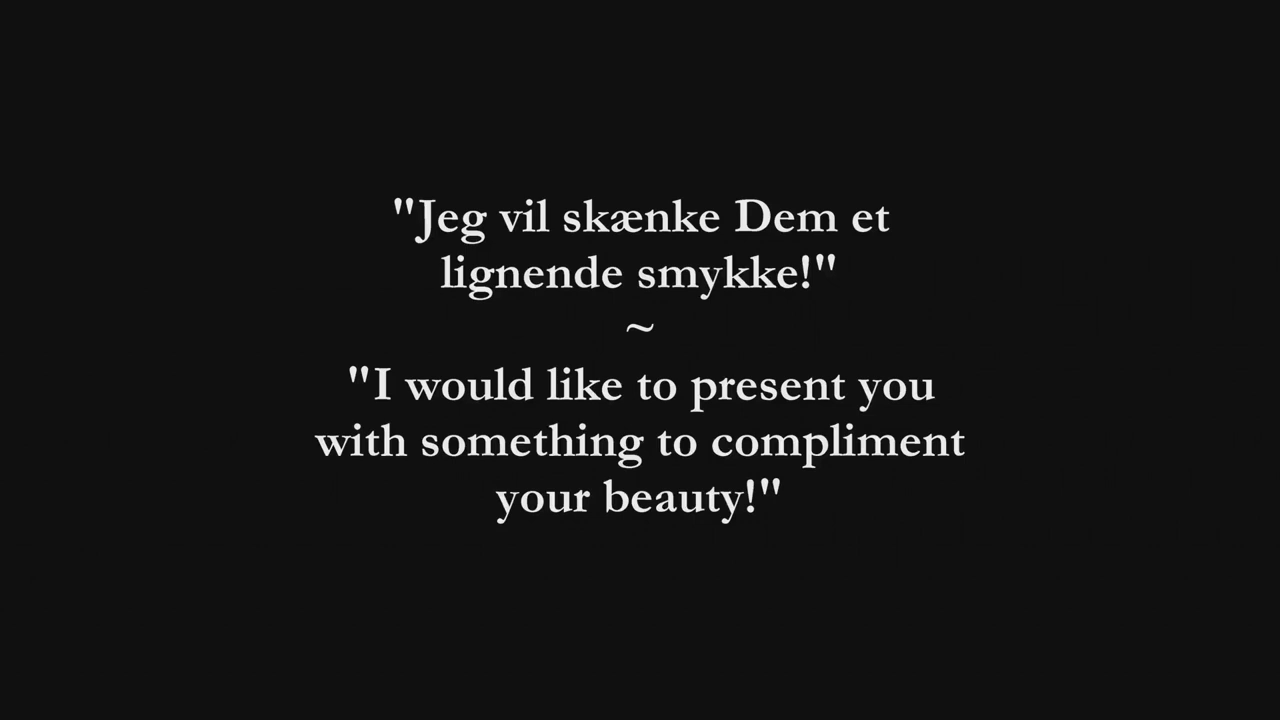 "Jeg vil skænke Dem et
lignende smykke!"
~
"I would like to present you
with something to compliment
your beauty!"